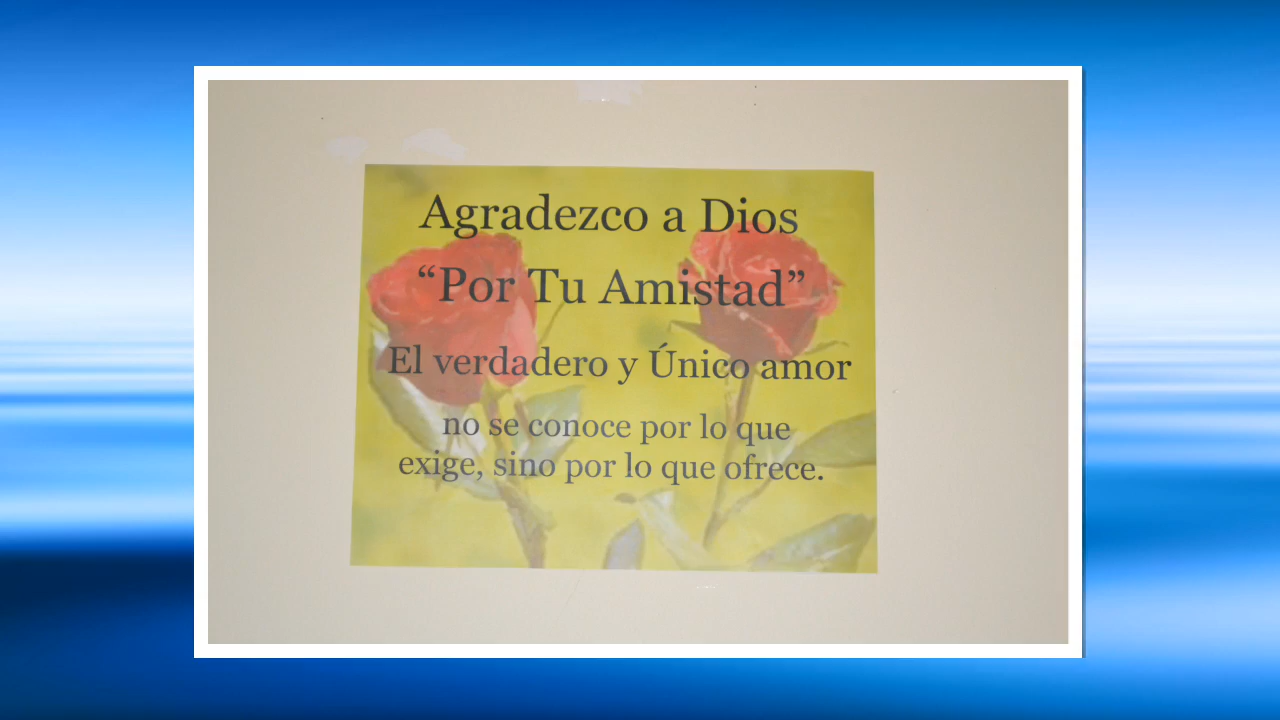 Agradezco a Dios
“Por Tu Amistad”
El verdadero y Único amor
no se conoce por lo que
exige, sino por lo que ofrece.